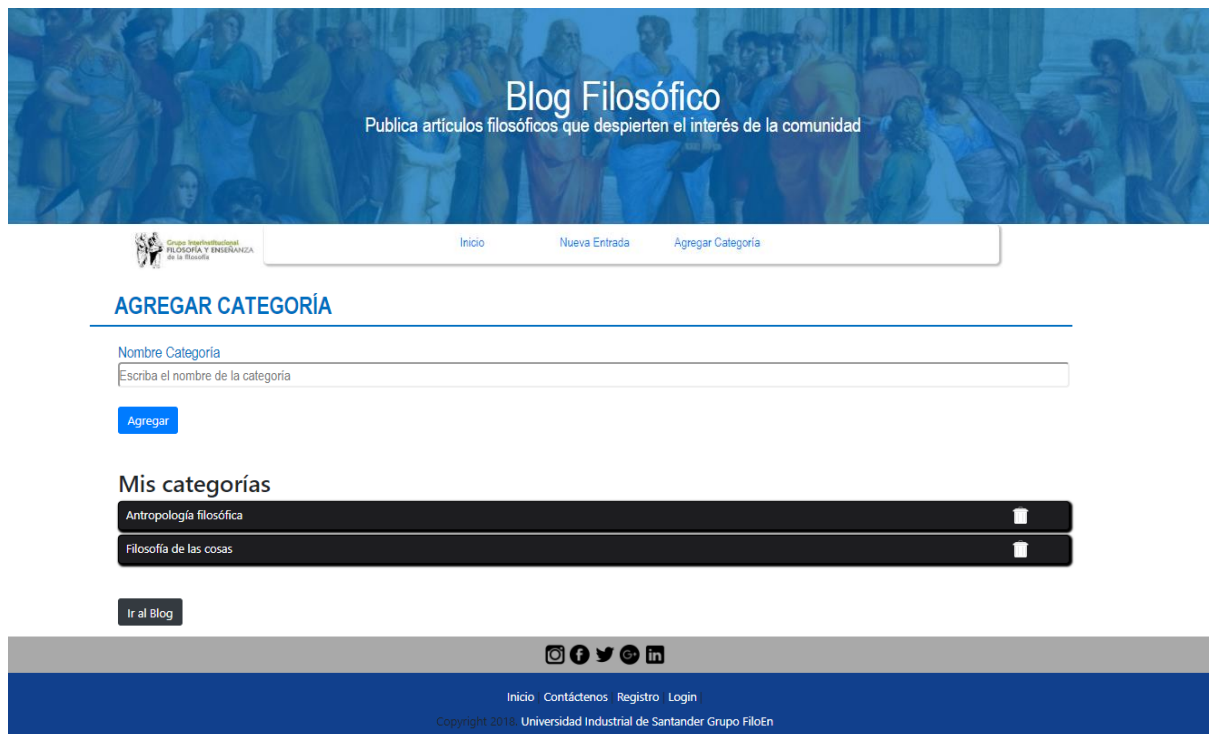 Blog Filosófico
Publica artículos filosóficos que despierten el interés de la comunidad
Grupo Interinstitucional
FILOSOFÍA Y ENSEÑANZA
de la filosofía
Inicio Nueva Entrada Agregar Categoría
AGREGAR CATEGORÍA
Nombre Categoría
Escriba el nombre de la categoría
Agregar
Mis categorías
Antropología filosófica
Filosofía de las cosas
Ir al Blog
Inicio | Contáctenos | Registro | Login |
Copyright 2018. Universidad Industrial de Santander Grupo FiloEn